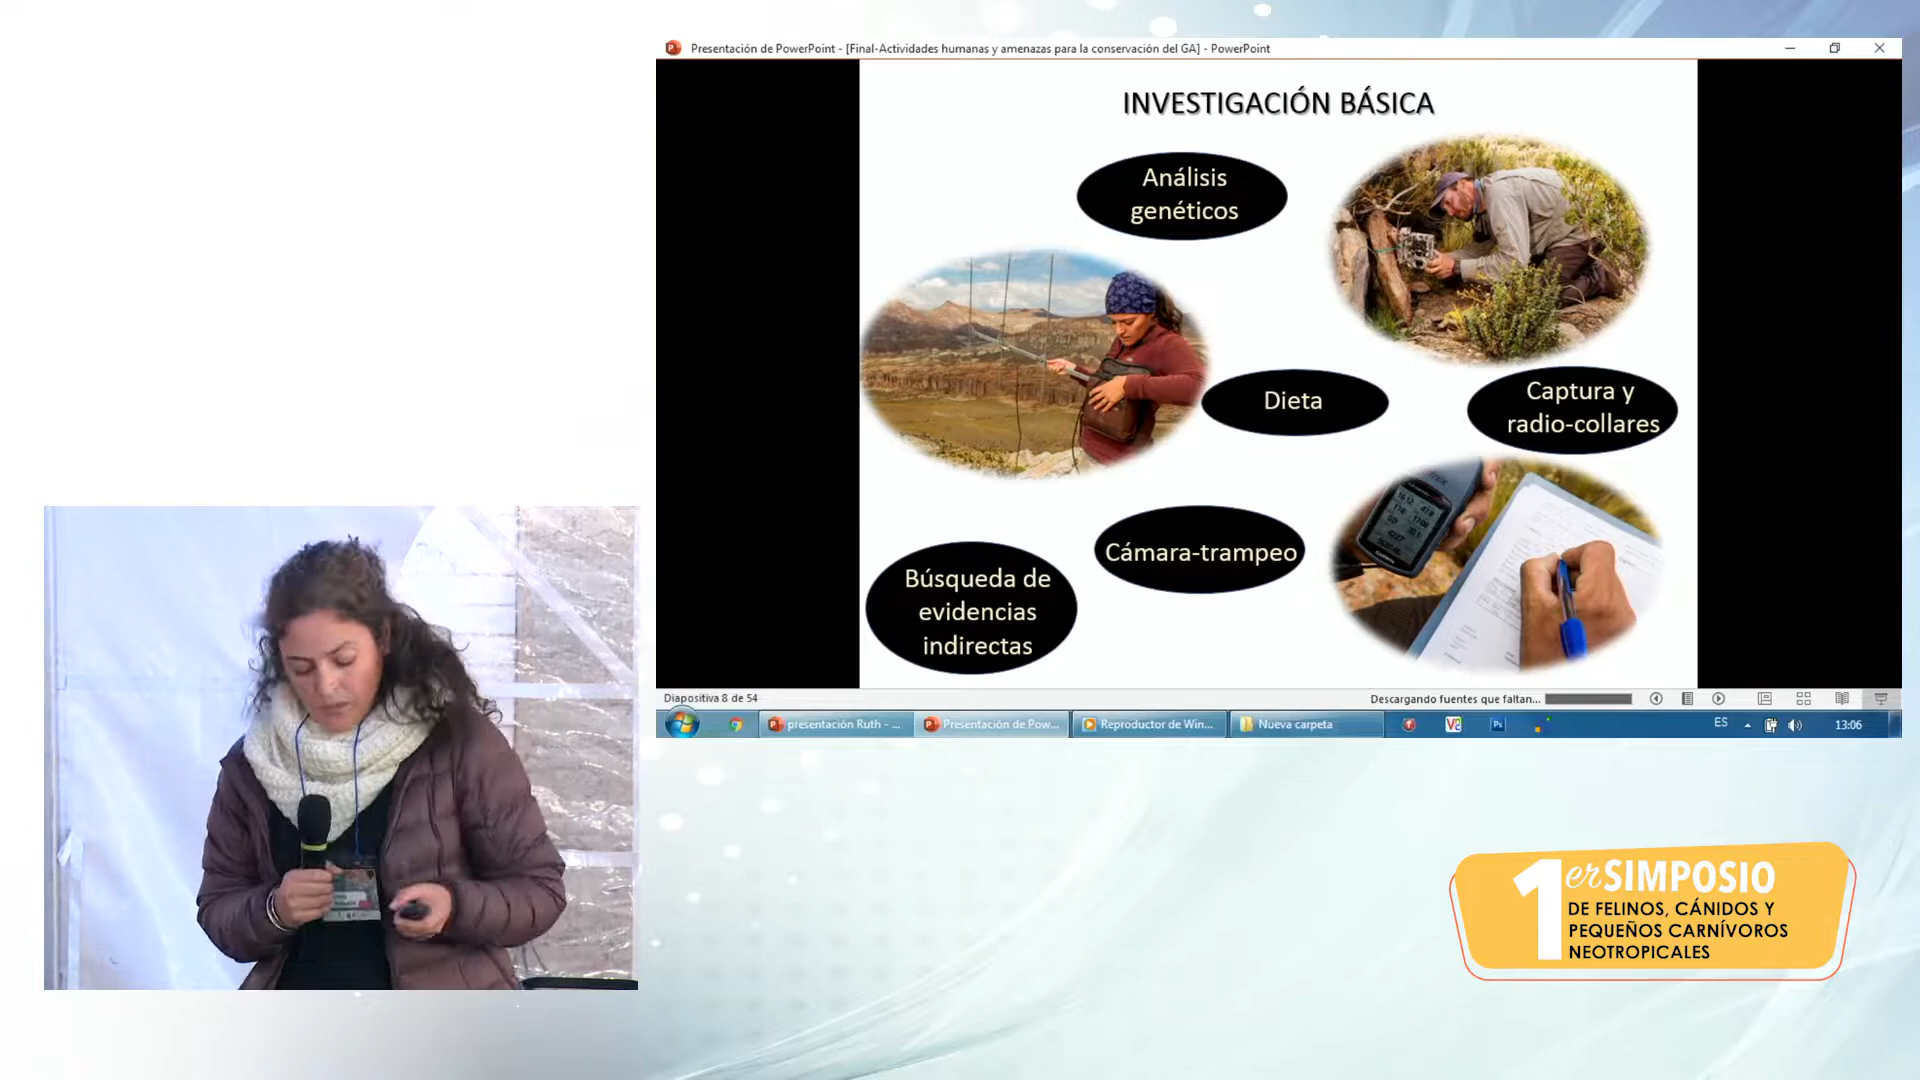 Presentación de PowerPoint - [Final-Actividades humanas y amenazas para la conservación del GA] - PowerPoint
INVESTIGACIÓN BÁSICA
Análisis
genéticos
Dieta
Captura y
radio-collares
Cámara-trampeo
Búsqueda de
evidencias
indirectas
Diapositiva 8 de 54
Descargando fuentes que faltan...
presentación Ruth - ...
Presentación de Pow...
Reproductor de Win...
Nueva carpeta
ES
13:06
1er SIMPOSIO
DE FELINOS, CÁNIDOS Y
PEQUEÑOS CARNÍVOROS
NEOTROPICALES